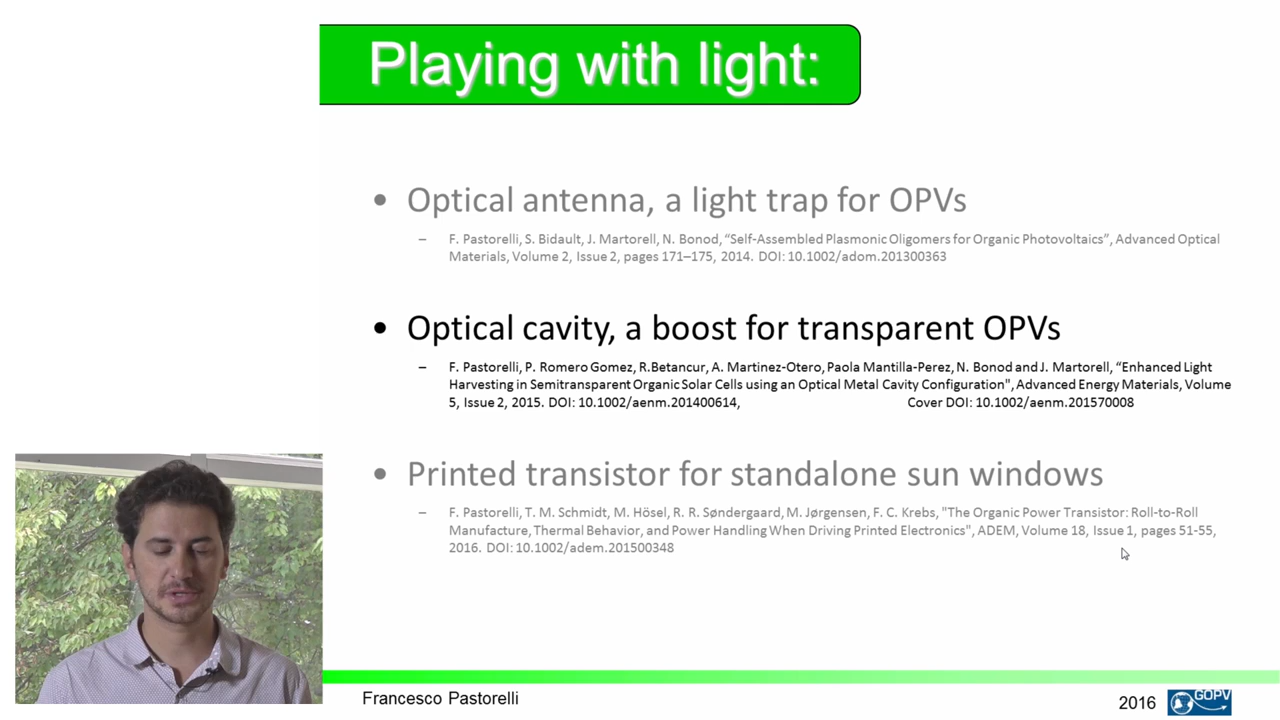 Playing with light:
• Optical antenna, a light trap for OPVs
– F. Pastorelli, S. Bidault, J. Martorell, N. Bonod, “Self-Assembled Plasmonic Oligomers for Organic Photovoltaics”, Advanced Optical
Materials, Volume 2, Issue 2, pages 171–175, 2014. DOI: 10.1002/adom.201300363
• Optical cavity, a boost for transparent OPVs
– F. Pastorelli, P. Romero Gomez, R.Betancur, A. Martinez-Otero, Paola Mantilla-Perez, N. Bonod and J. Martorell, “Enhanced Light
Harvesting in Semitransparent Organic Solar Cells using an Optical Metal Cavity Configuration", Advanced Energy Materials, Volume
5, Issue 2, 2015. DOI: 10.1002/aenm.201400614, Cover DOI: 10.1002/aenm.201570008
• Printed transistor for standalone sun windows
– F. Pastorelli, T. M. Schmidt, M. Hösel, R. R. Søndergaard, M. Jørgensen, F. C. Krebs, "The Organic Power Transistor: Roll-to-Roll
Manufacture, Thermal Behavior, and Power Handling When Driving Printed Electronics", ADEM, Volume 18, Issue 1, pages 51-55,
2016. DOI: 10.1002/adem.201500348
Francesco Pastorelli
2016
GOPV